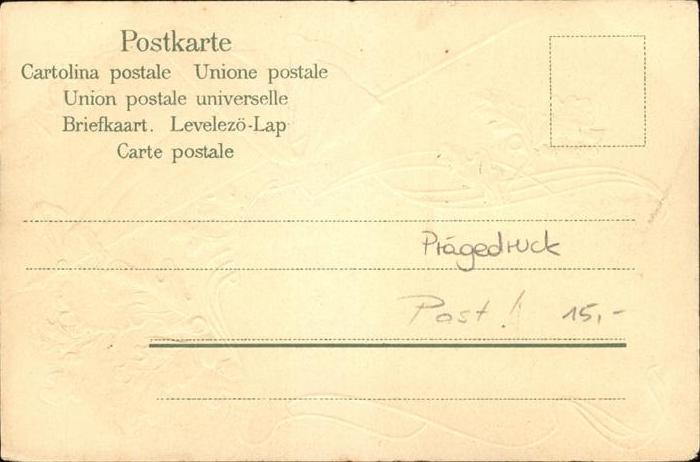 Postkarte
Cartolina postale Unione postale
Union postale universelle
Briefkaart. Levelezö-Lap
Carte postale
Prägedruck
Post! 15,-